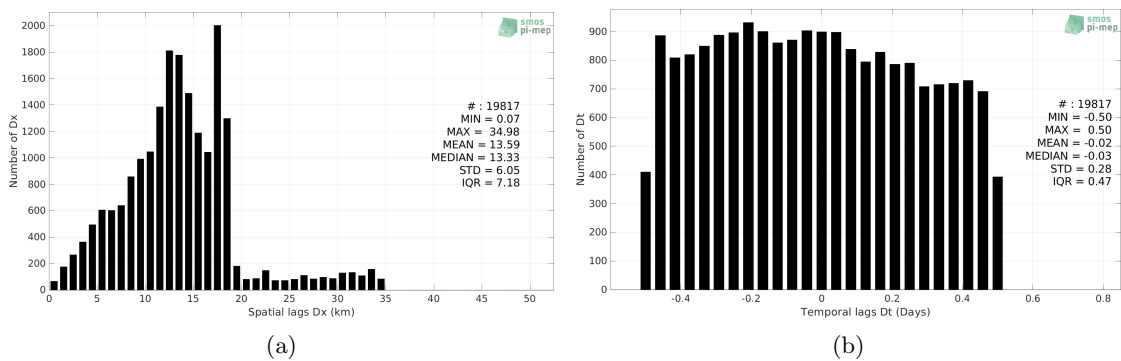 2000
1800
1600
1400
1200
1000
800
600
400
200
0
Number of Dx
0 5 10 15 20 25 30 35 40 45 50
Spatial lags Dx (km)
smos
pi-mep
# : 19817
MIN = 0.07
MAX = 34.98
MEAN = 13.59
MEDIAN = 13.33
STD = 6.05
IQR = 7.18
(a)
900
800
700
600
500
400
300
200
100
0
Number of Dt
-0.4 -0.2 0 0.2 0.4 0.6 0.8
Temporal lags Dt (Days)
smos
pi-mep
# : 19817
MIN = -0.50
MAX = 0.50
MEAN = -0.02
MEDIAN = -0.03
STD = 0.28
IQR = 0.47
(b)